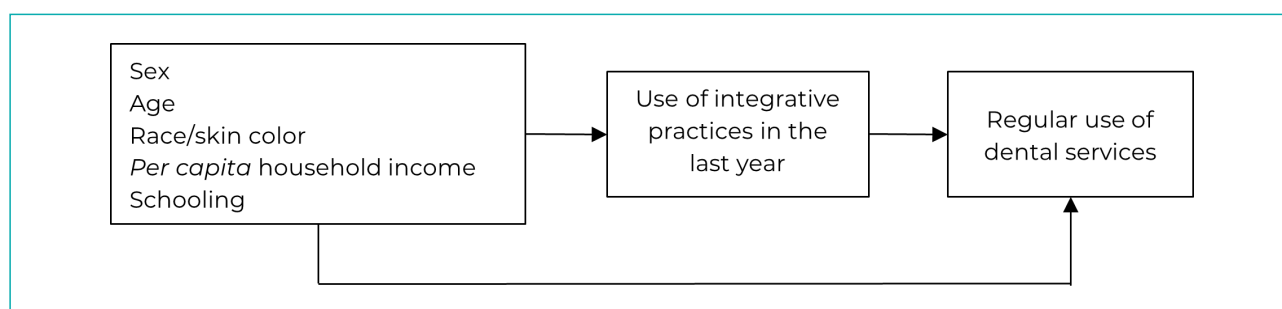 Sex
Age
Race/skin color
Per capita household income
Schooling
Use of integrative
practices in the
last year
Regular use of
dental services